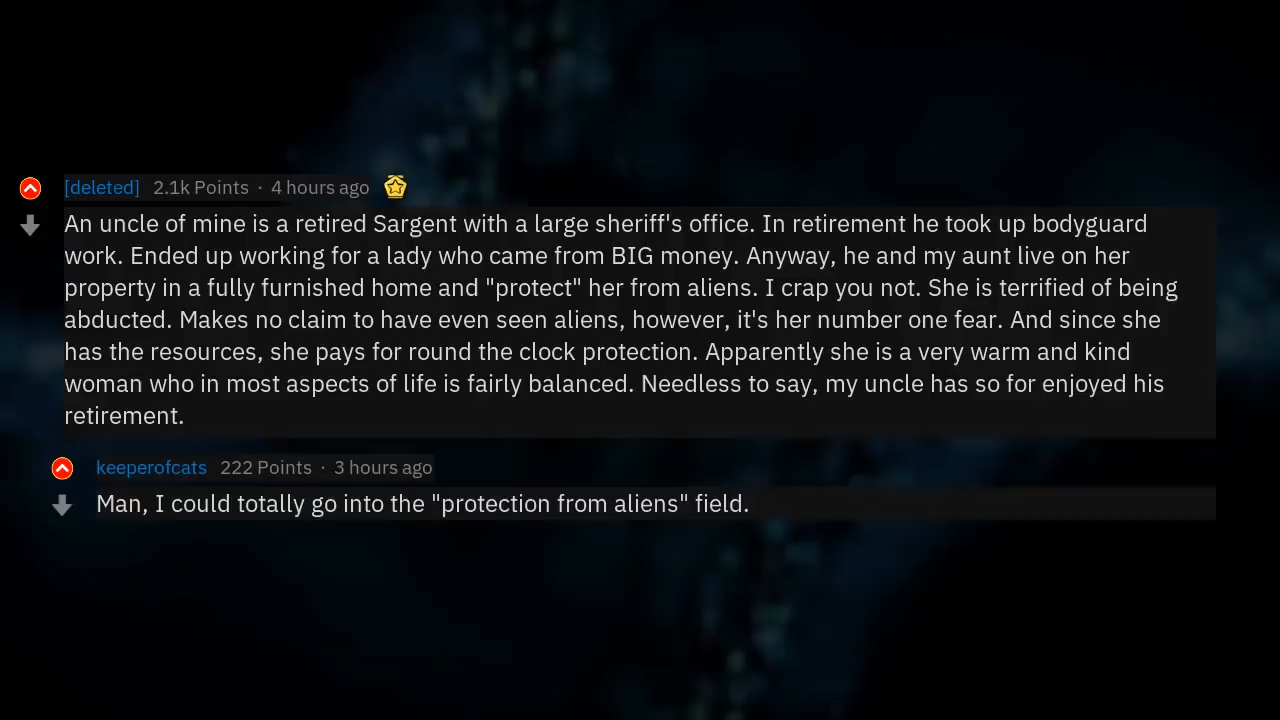 [deleted] 2.1k Points · 4 hours ago
An uncle of mine is a retired Sargent with a large sheriff's office. In retirement he took up bodyguard
work. Ended up working for a lady who came from BIG money. Anyway, he and my aunt live on her
property in a fully furnished home and "protect" her from aliens. I crap you not. She is terrified of being
abducted. Makes no claim to have even seen aliens, however, it's her number one fear. And since she
has the resources, she pays for round the clock protection. Apparently she is a very warm and kind
woman who in most aspects of life is fairly balanced. Needless to say, my uncle has so for enjoyed his
retirement.
keeperofcats 222 Points · 3 hours ago
Man, I could totally go into the "protection from aliens" field.